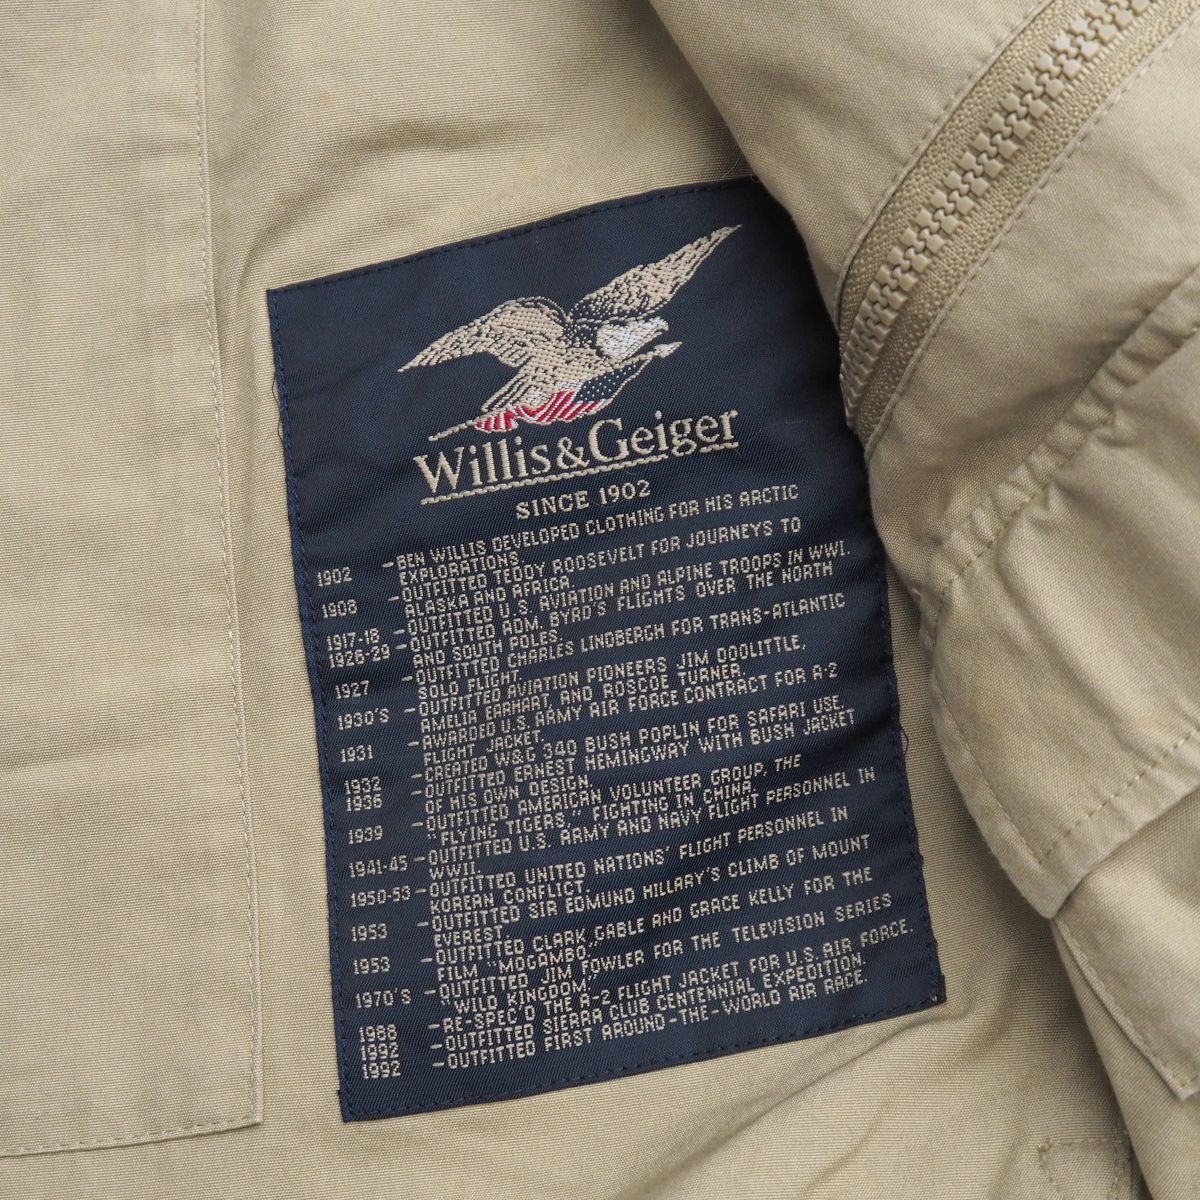 Willis & Geiger
SINCE 1902
1902 -BEN WILLIS DEVELOPED CLOTHING FOR HIS ARCTIC
EXPLORATIONS.
1908 -OUTFITTED TEDDY ROOSEVELT FOR JOURNEYS TO
ALASKA AND AFRICA.
1917-18 -OUTFITTED U.S. AVIATION AND ALPINE TROOPS IN WWI.
1926-29 -OUTFITTED ADM. BYRD'S FLIGHTS OVER THE NORTH
AND SOUTH POLES.
1927 -OUTFITTED CHARLES LINDBERGH FOR TRANS-ATLANTIC
SOLO FLIGHT.
1930'S -OUTFITTED AVIATION PIONEERS JIM DOOLITTLE,
AMELIA EARHART, AND ROSCOE TURNER.
1931 -AWARDED U.S. ARMY AIR FORCE CONTRACT FOR A-2
FLIGHT JACKET.
1932 -CREATED W&G 340 BUSH POPLIN FOR SAFARI USE.
1936 -OUTFITTED ERNEST HEMINGWAY WITH BUSH JACKET
OF HIS OWN DESIGN.
1939 -OUTFITTED AMERICAN VOLUNTEER GROUP, THE
"FLYING TIGERS," FIGHTING IN CHINA.
1941-45 -OUTFITTED U.S. ARMY AND NAVY FLIGHT PERSONNEL IN
WWII.
1950-53 -OUTFITTED UNITED NATIONS' FLIGHT PERSONNEL IN
KOREAN CONFLICT.
1953 -OUTFITTED SIR EDMUND HILLARY'S CLIMB OF MOUNT
EVEREST.
1953 -OUTFITTED CLARK GABLE AND GRACE KELLY FOR THE
FILM "MOGAMBO."
1970'S -OUTFITTED JIM FOWLER FOR THE TELEVISION SERIES
"WILD KINGDOM."
1988 -RE-SPEC'D THE A-2 FLIGHT JACKET FOR U.S. AIR FORCE.
1992 -OUTFITTED SIERRA CLUB CENTENNIAL EXPEDITION.
1992 -OUTFITTED FIRST AROUND-THE-WORLD AIR RACE.